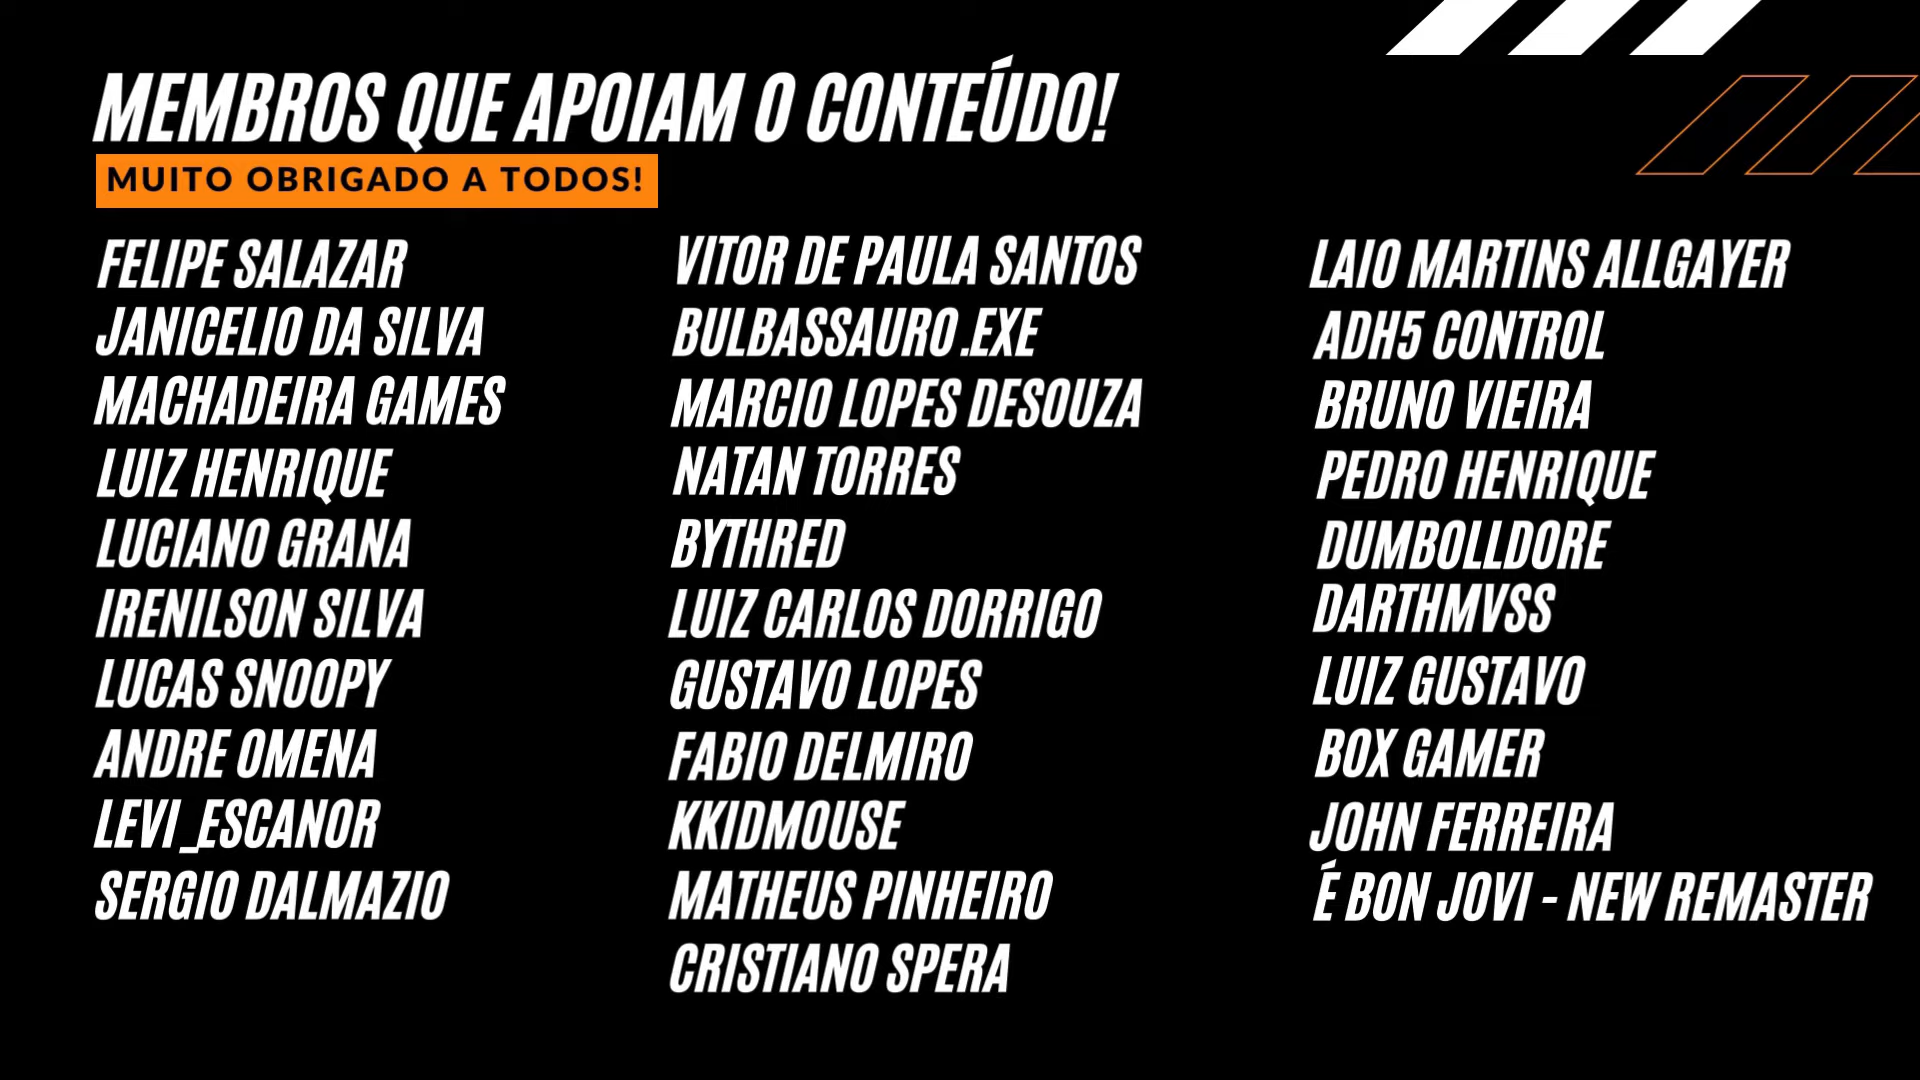 MEMBROS QUE APOIAM O CONTEÚDO!
MUITO OBRIGADO A TODOS!
FELIPE SALAZAR
JANICELIO DA SILVA
MACHADEIRA GAMES
LUIZ HENRIQUE
LUCIANO GRANA
IRENILSON SILVA
LUCAS SNOOPY
ANDRE OMENA
LEVI_ESCANOR
SERGIO DALMAZIO
VITOR DE PAULA SANTOS
BULBASSAURO.EXE
MARCIO LOPES DESOUZA
NATAN TORRES
BYTHRED
LUIZ CARLOS DORRIGO
GUSTAVO LOPES
FABIO DELMIRO
KKIDMOUSE
MATHEUS PINHEIRO
CRISTIANO SPERA
LAIO MARTINS ALLGAYER
ADH5 CONTROL
BRUNO VIEIRA
PEDRO HENRIQUE
DUMBOLLDORE
DARTHMVSS
LUIZ GUSTAVO
BOX GAMER
JOHN FERREIRA
É BON JOVI - NEW REMASTER